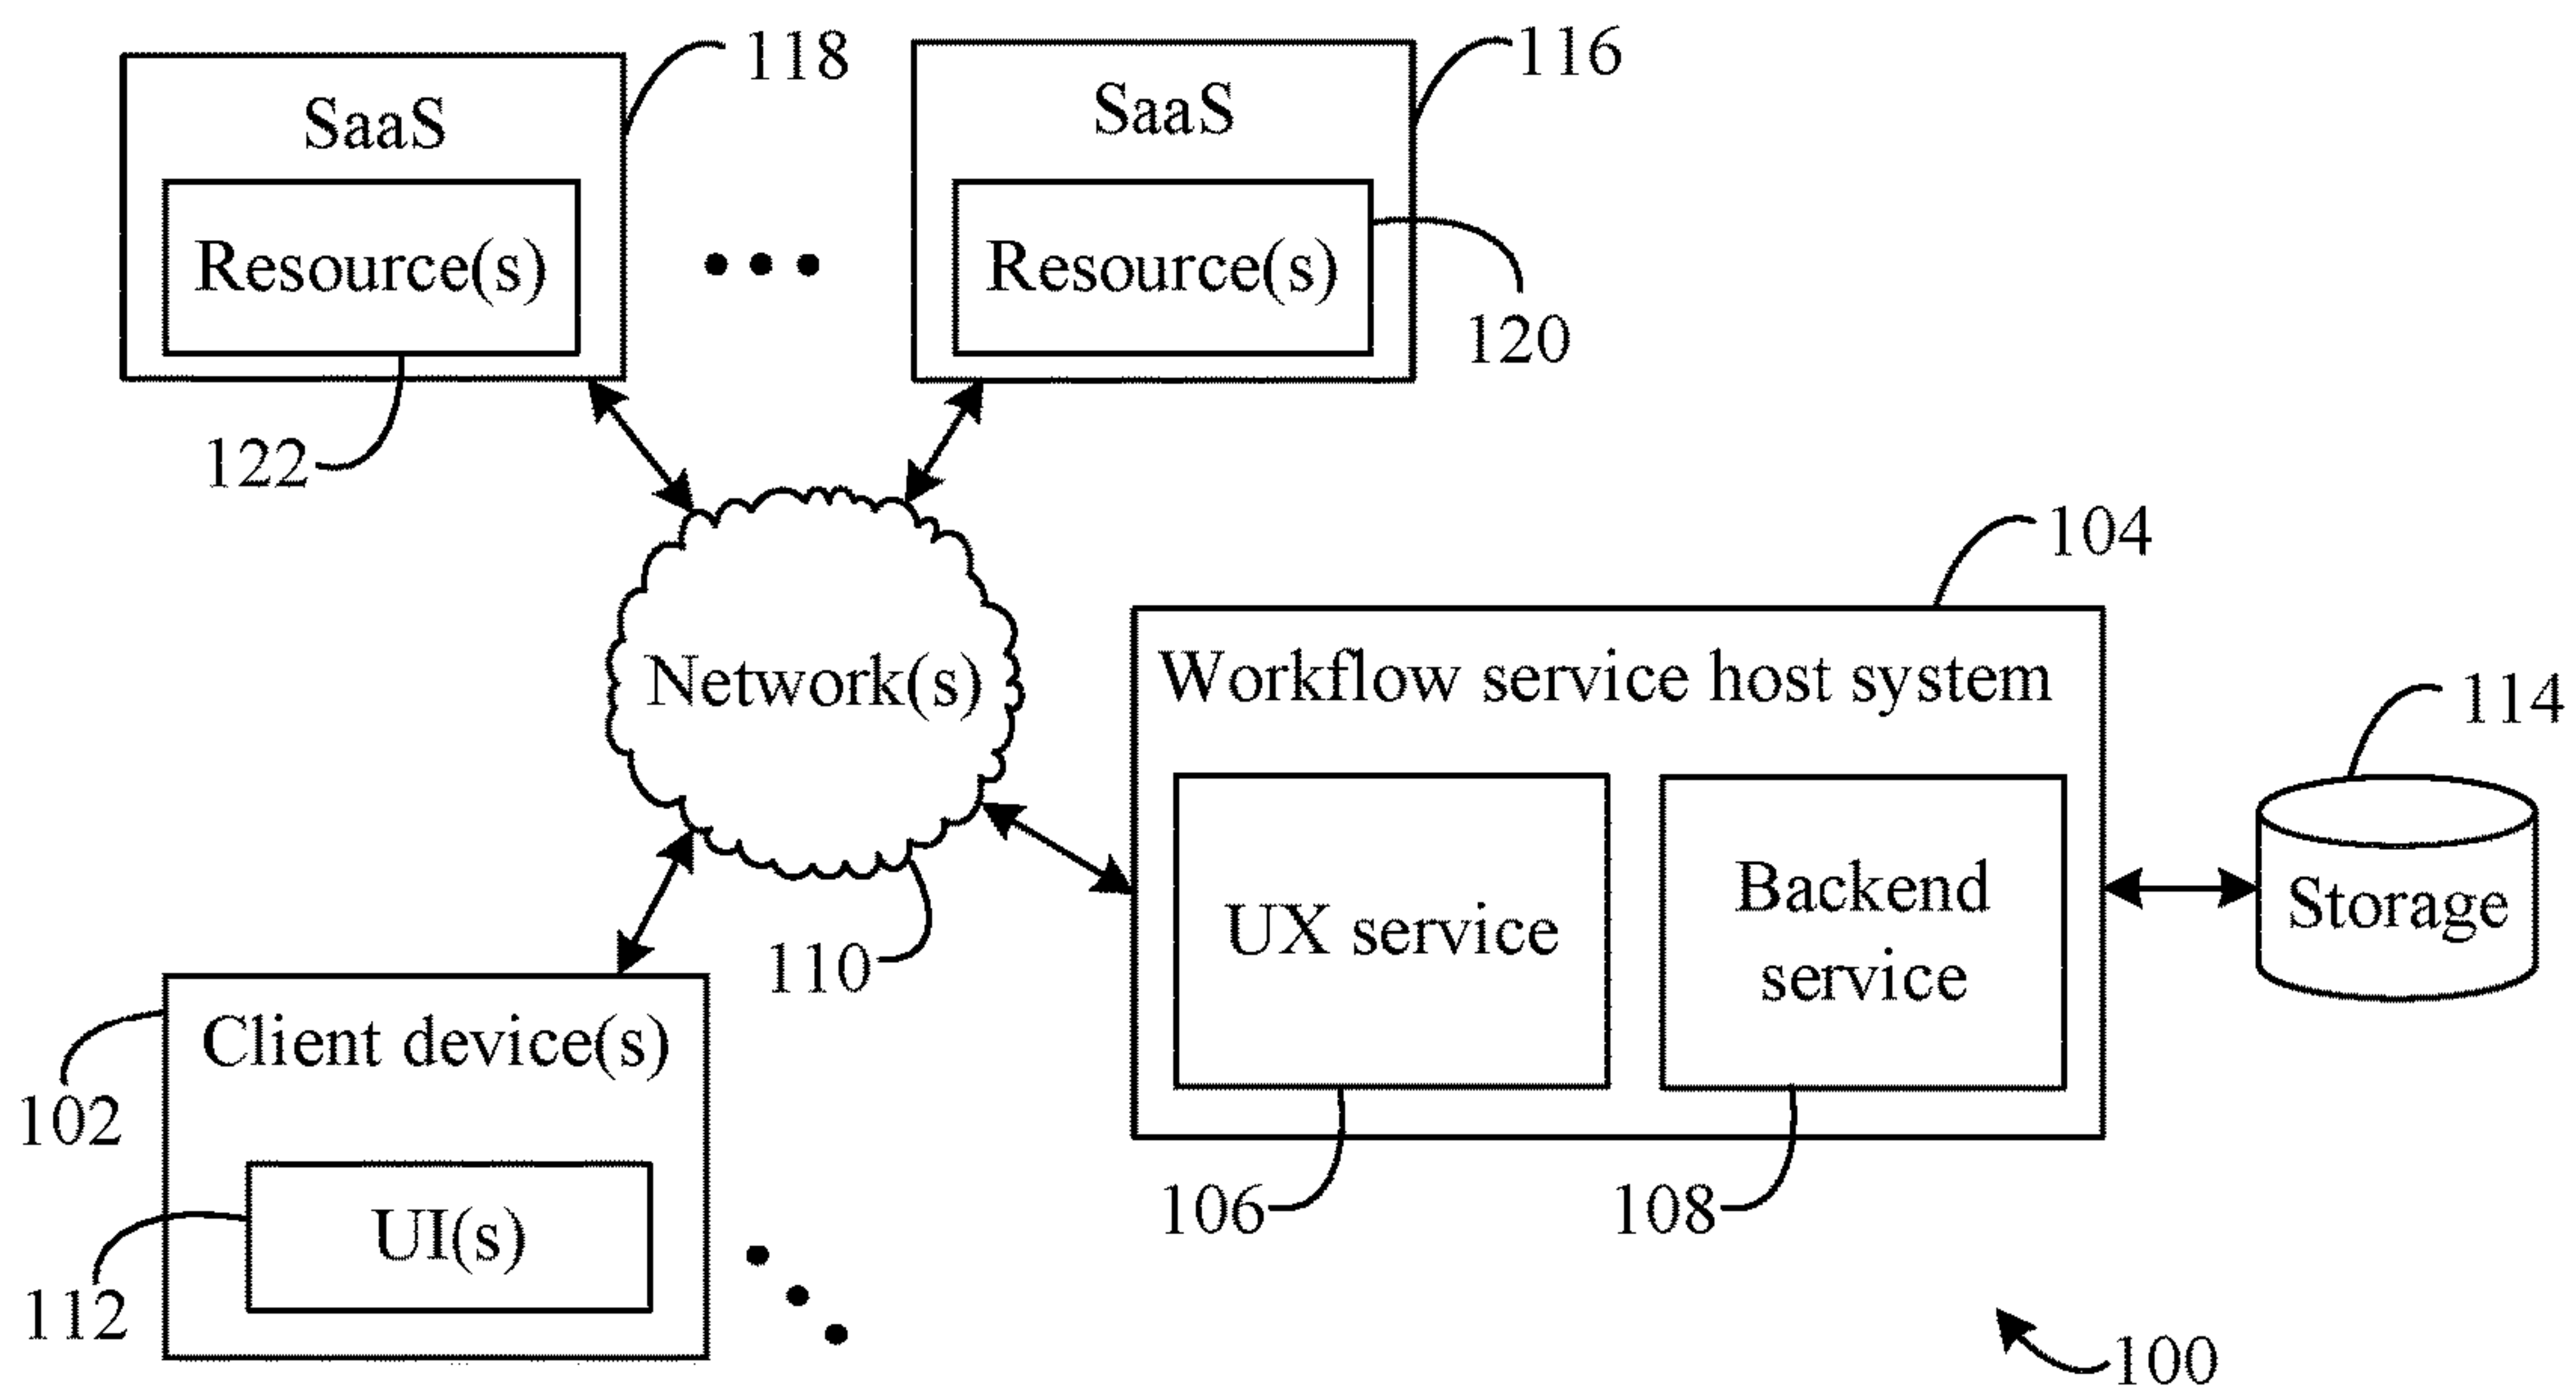 118
116
SaaS
SaaS
Resource(s)
Resource(s)
120
122
104
Network(s)
Workflow service host system
114
UX service
Backend
service
Storage
110
Client device(s)
102
UI(s)
106
108
112
100